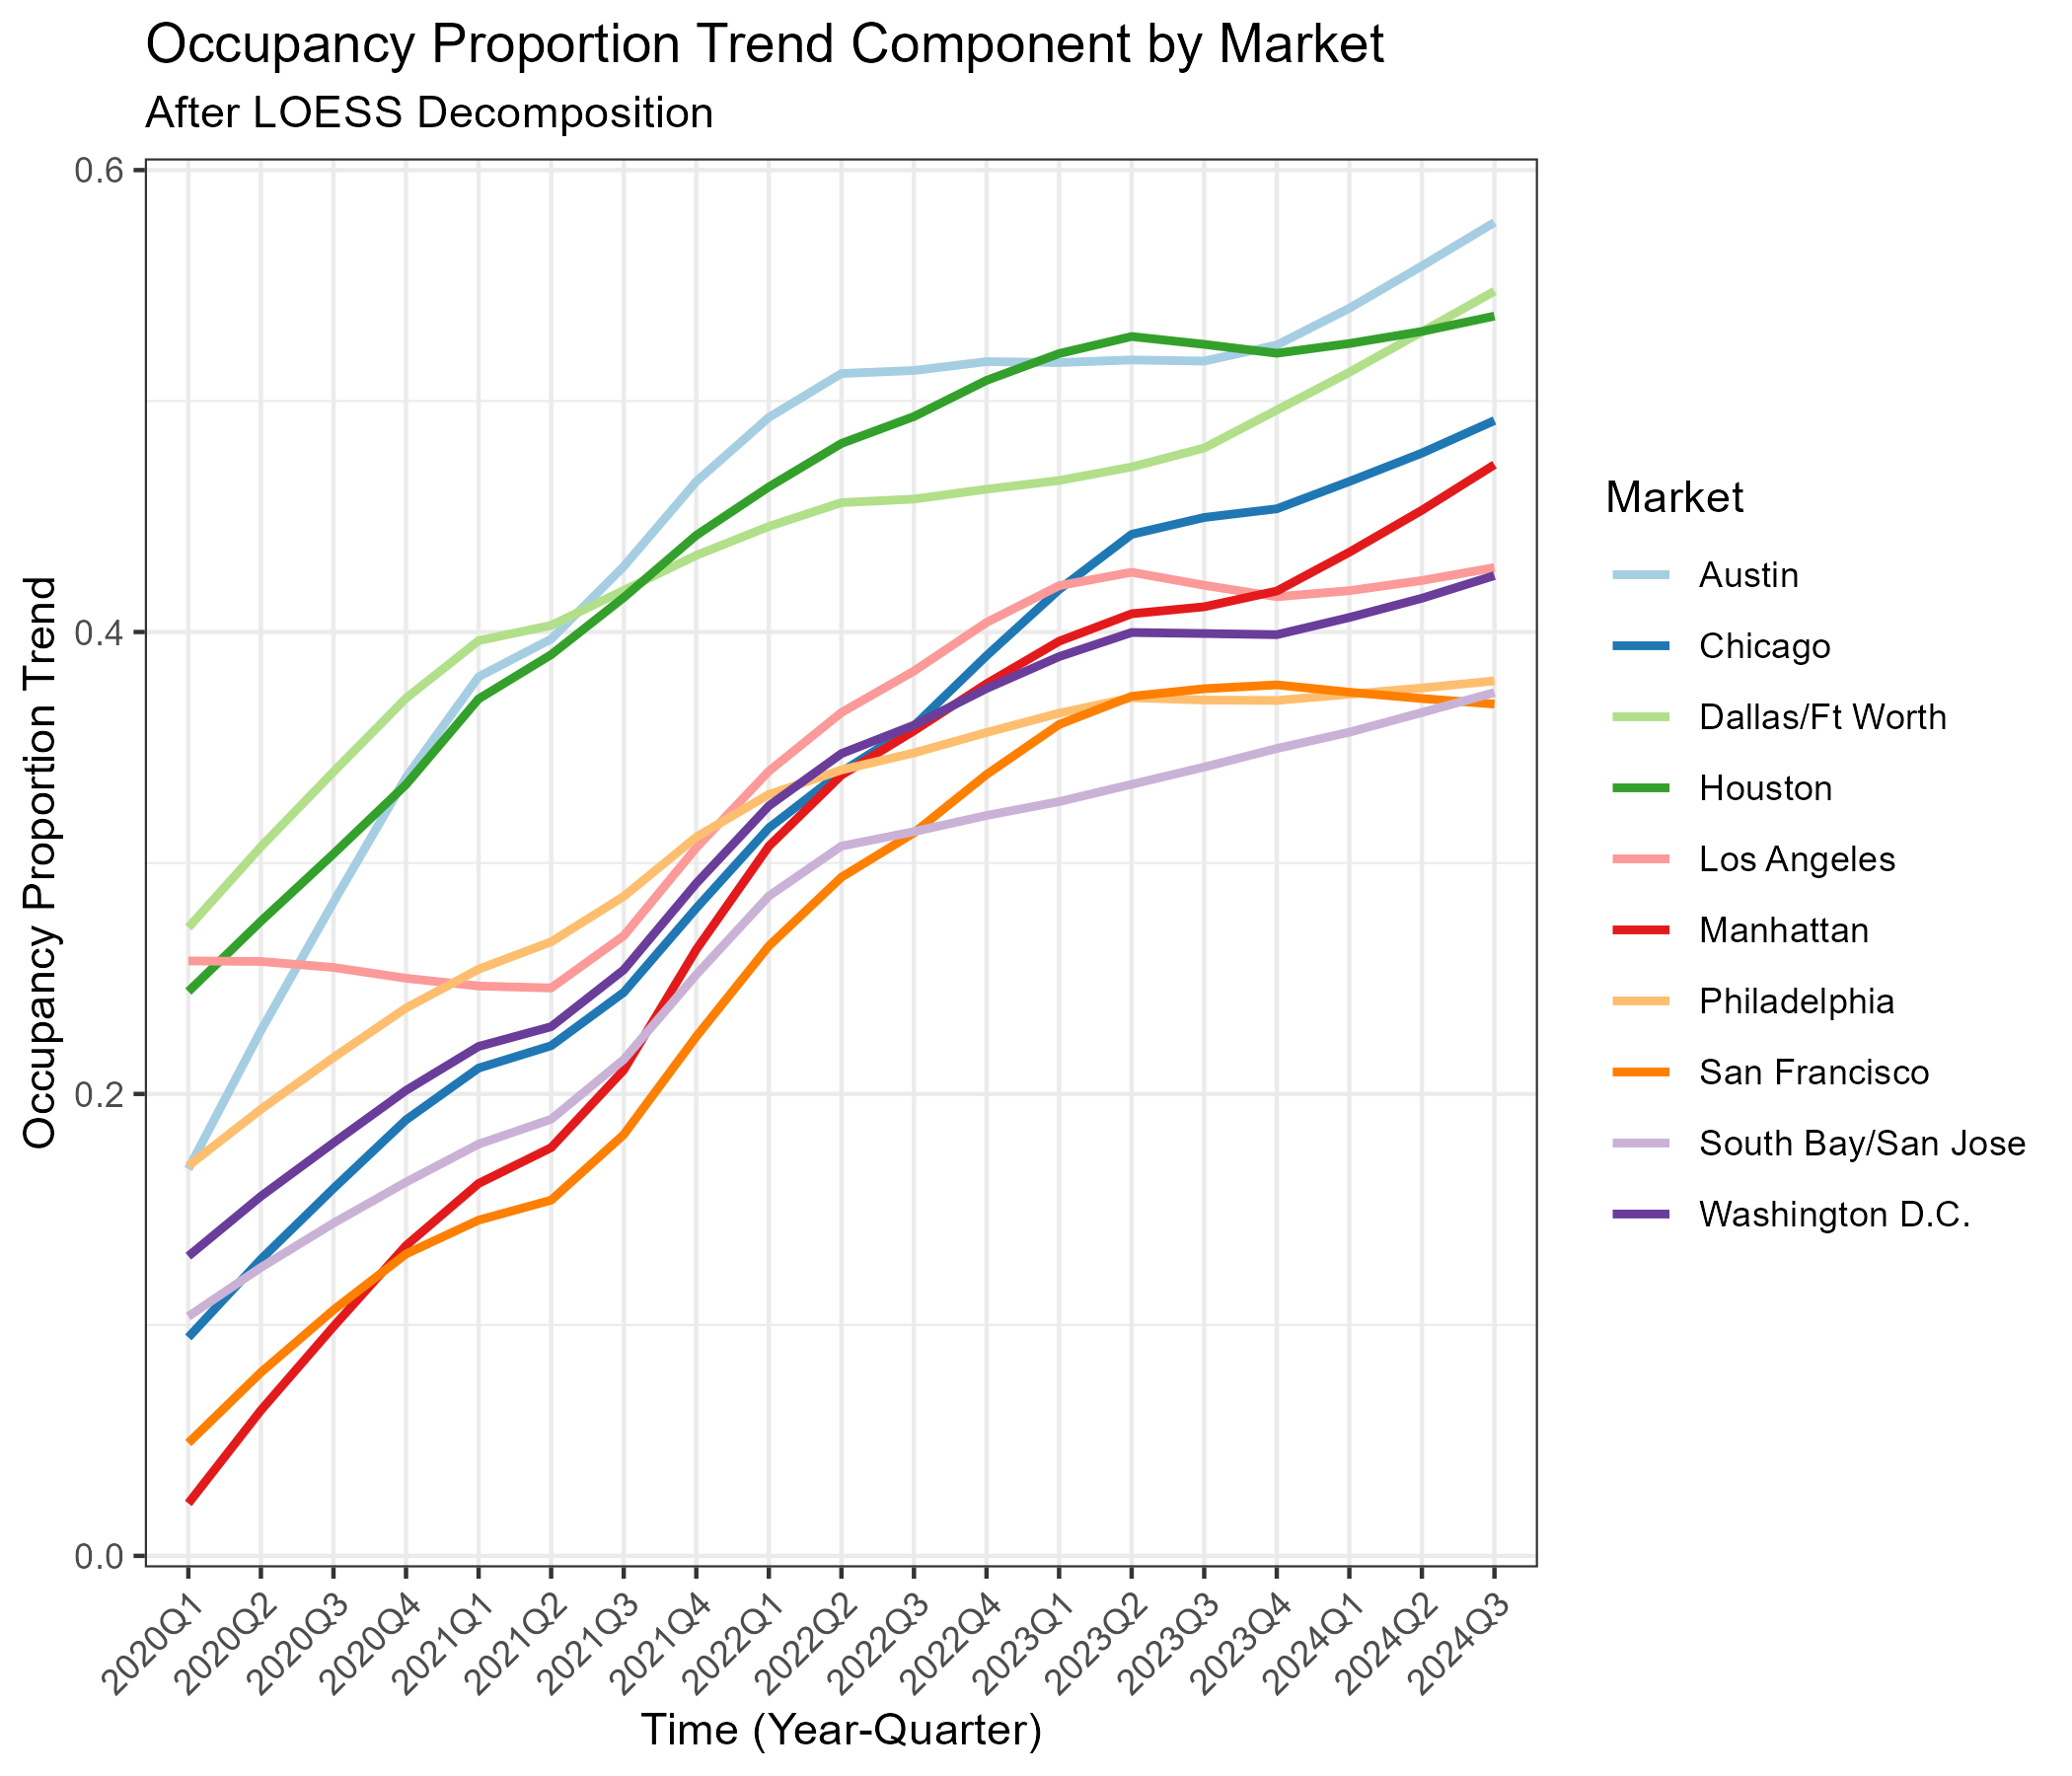 Occupancy Proportion Trend Component by Market
After LOESS Decomposition
Occupancy Proportion Trend
0.6
0.4
0.2
0.0
2020Q1
2020Q2
2020Q3
2020Q4
2021Q1
2021Q2
2021Q3
2021Q4
2022Q1
2022Q2
2022Q3
2022Q4
2023Q1
2023Q2
2023Q3
2023Q4
2024Q1
2024Q2
2024Q3
Time (Year-Quarter)
Market
Austin
Chicago
Dallas/Ft Worth
Houston
Los Angeles
Manhattan
Philadelphia
San Francisco
South Bay/San Jose
Washington D.C.